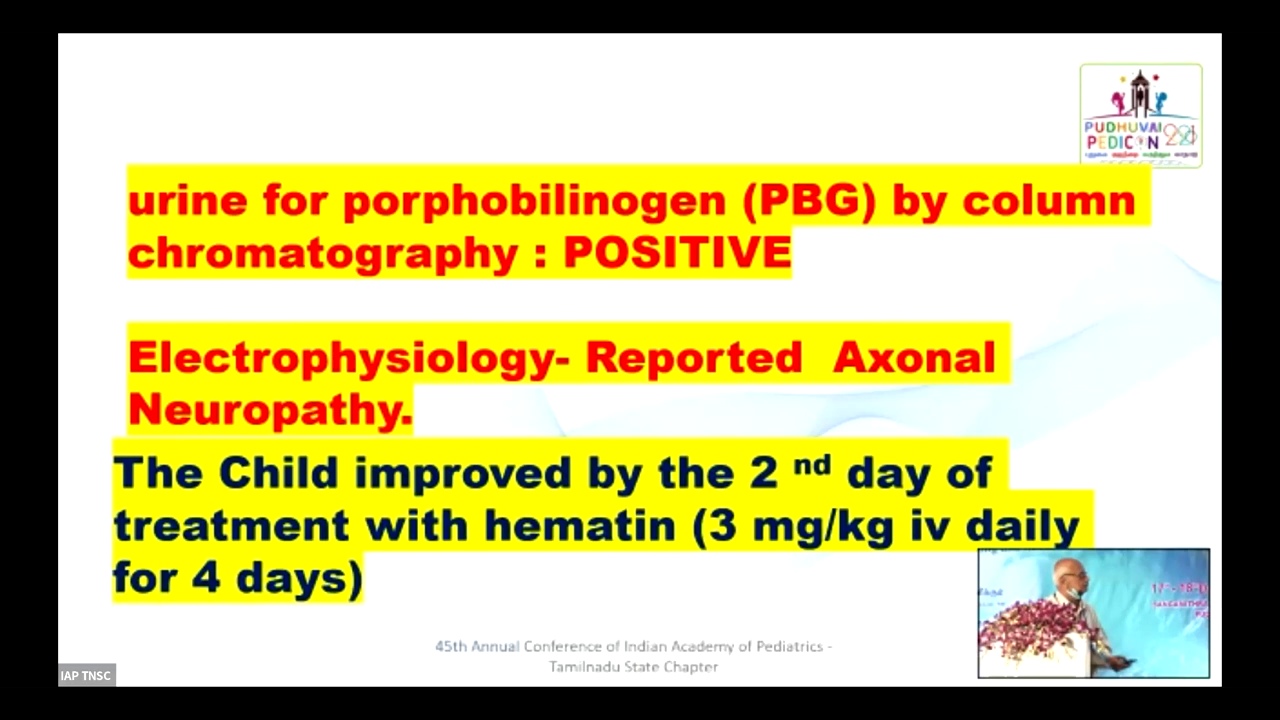 PUDHUVAI
PEDICON 2021
urine for porphobilinogen (PBG) by column
chromatography : POSITIVE
Electrophysiology- Reported Axonal
Neuropathy.
The Child improved by the 2 nd day of
treatment with hematin (3 mg/kg iv daily
for 4 days)
45th Annual Conference of Indian Academy of Pediatrics -
Tamilnadu State Chapter
IAP TNSC